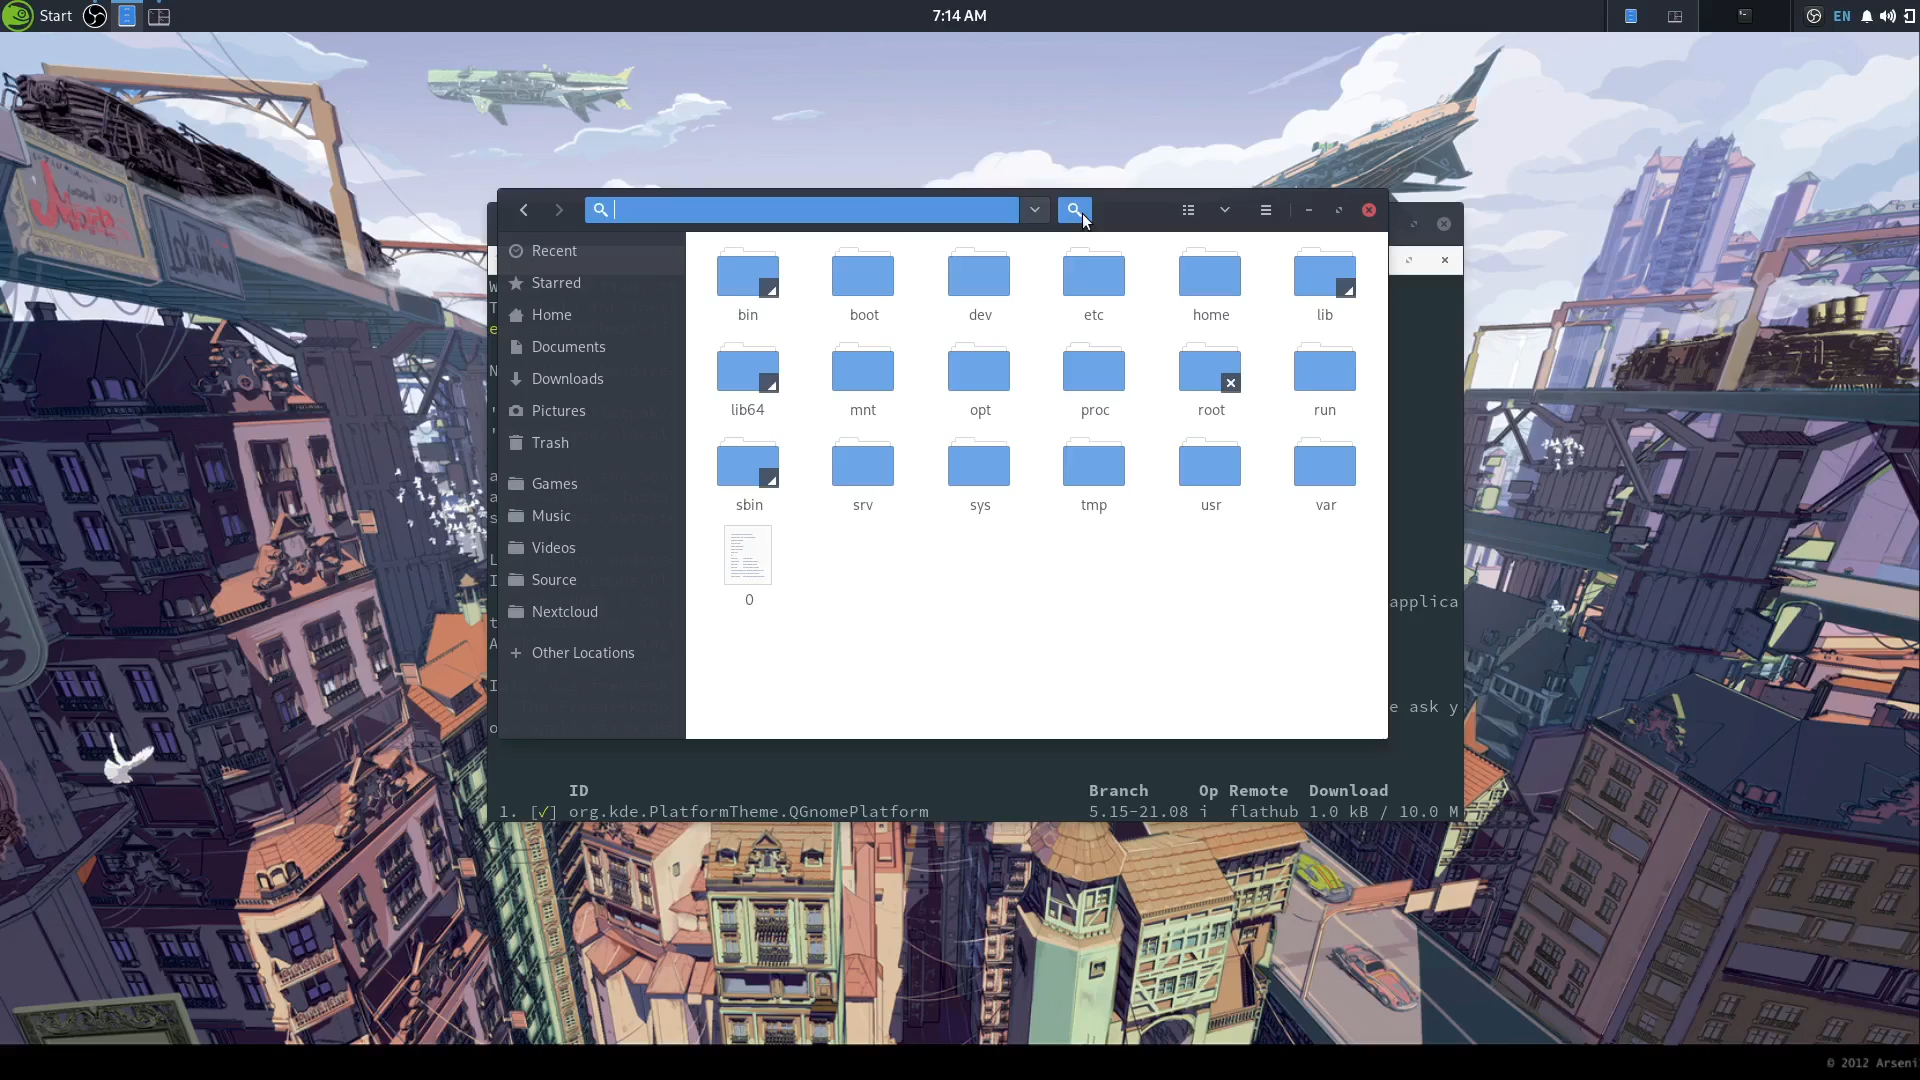 Start
7:14 AM
EN
Recent
Starred
Home
Documents
Downloads
Pictures
Trash
Games
Music
Videos
Source
Nextcloud
Other Locations
bin
boot
dev
etc
home
lib
lib64
mnt
opt
proc
root
run
sbin
srv
sys
tmp
usr
var
0
applica
e ask y
ID Branch Op Remote Download
1. [✓] org.kde.PlatformTheme.QGnomePlatform 5.15-21.08 i flathub 1.0 kB / 10.0 M
© 2012 Arseni